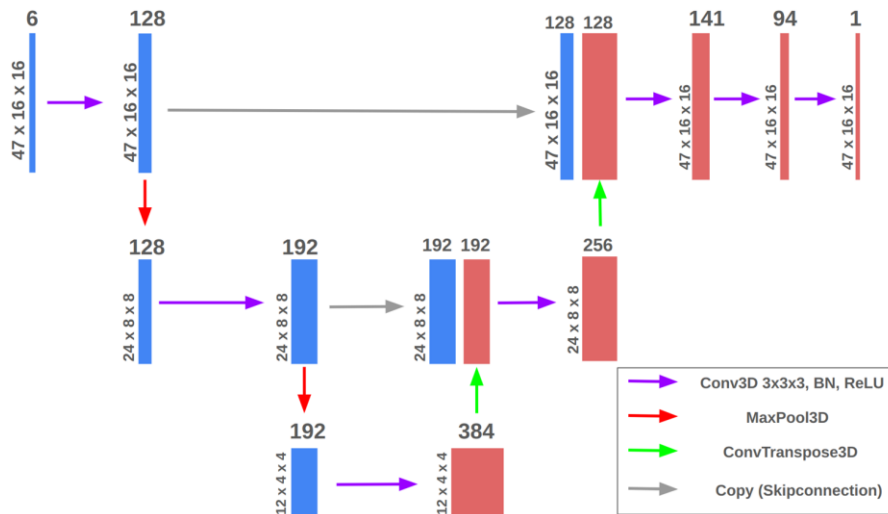 6
128
128 128
141
94
1
47 x 16 x 16
47 x 16 x 16
47 x 16 x 16
47 x 16 x 16
47 x 16 x 16
47 x 16 x 16
128
192
192 192
256
24 x 8 x 8
24 x 8 x 8
24 x 8 x 8
24 x 8 x 8
192
384
12 x 4 x 4
12 x 4 x 4
Conv3D 3x3x3, BN, ReLU
MaxPool3D
ConvTranspose3D
Copy (Skipconnection)